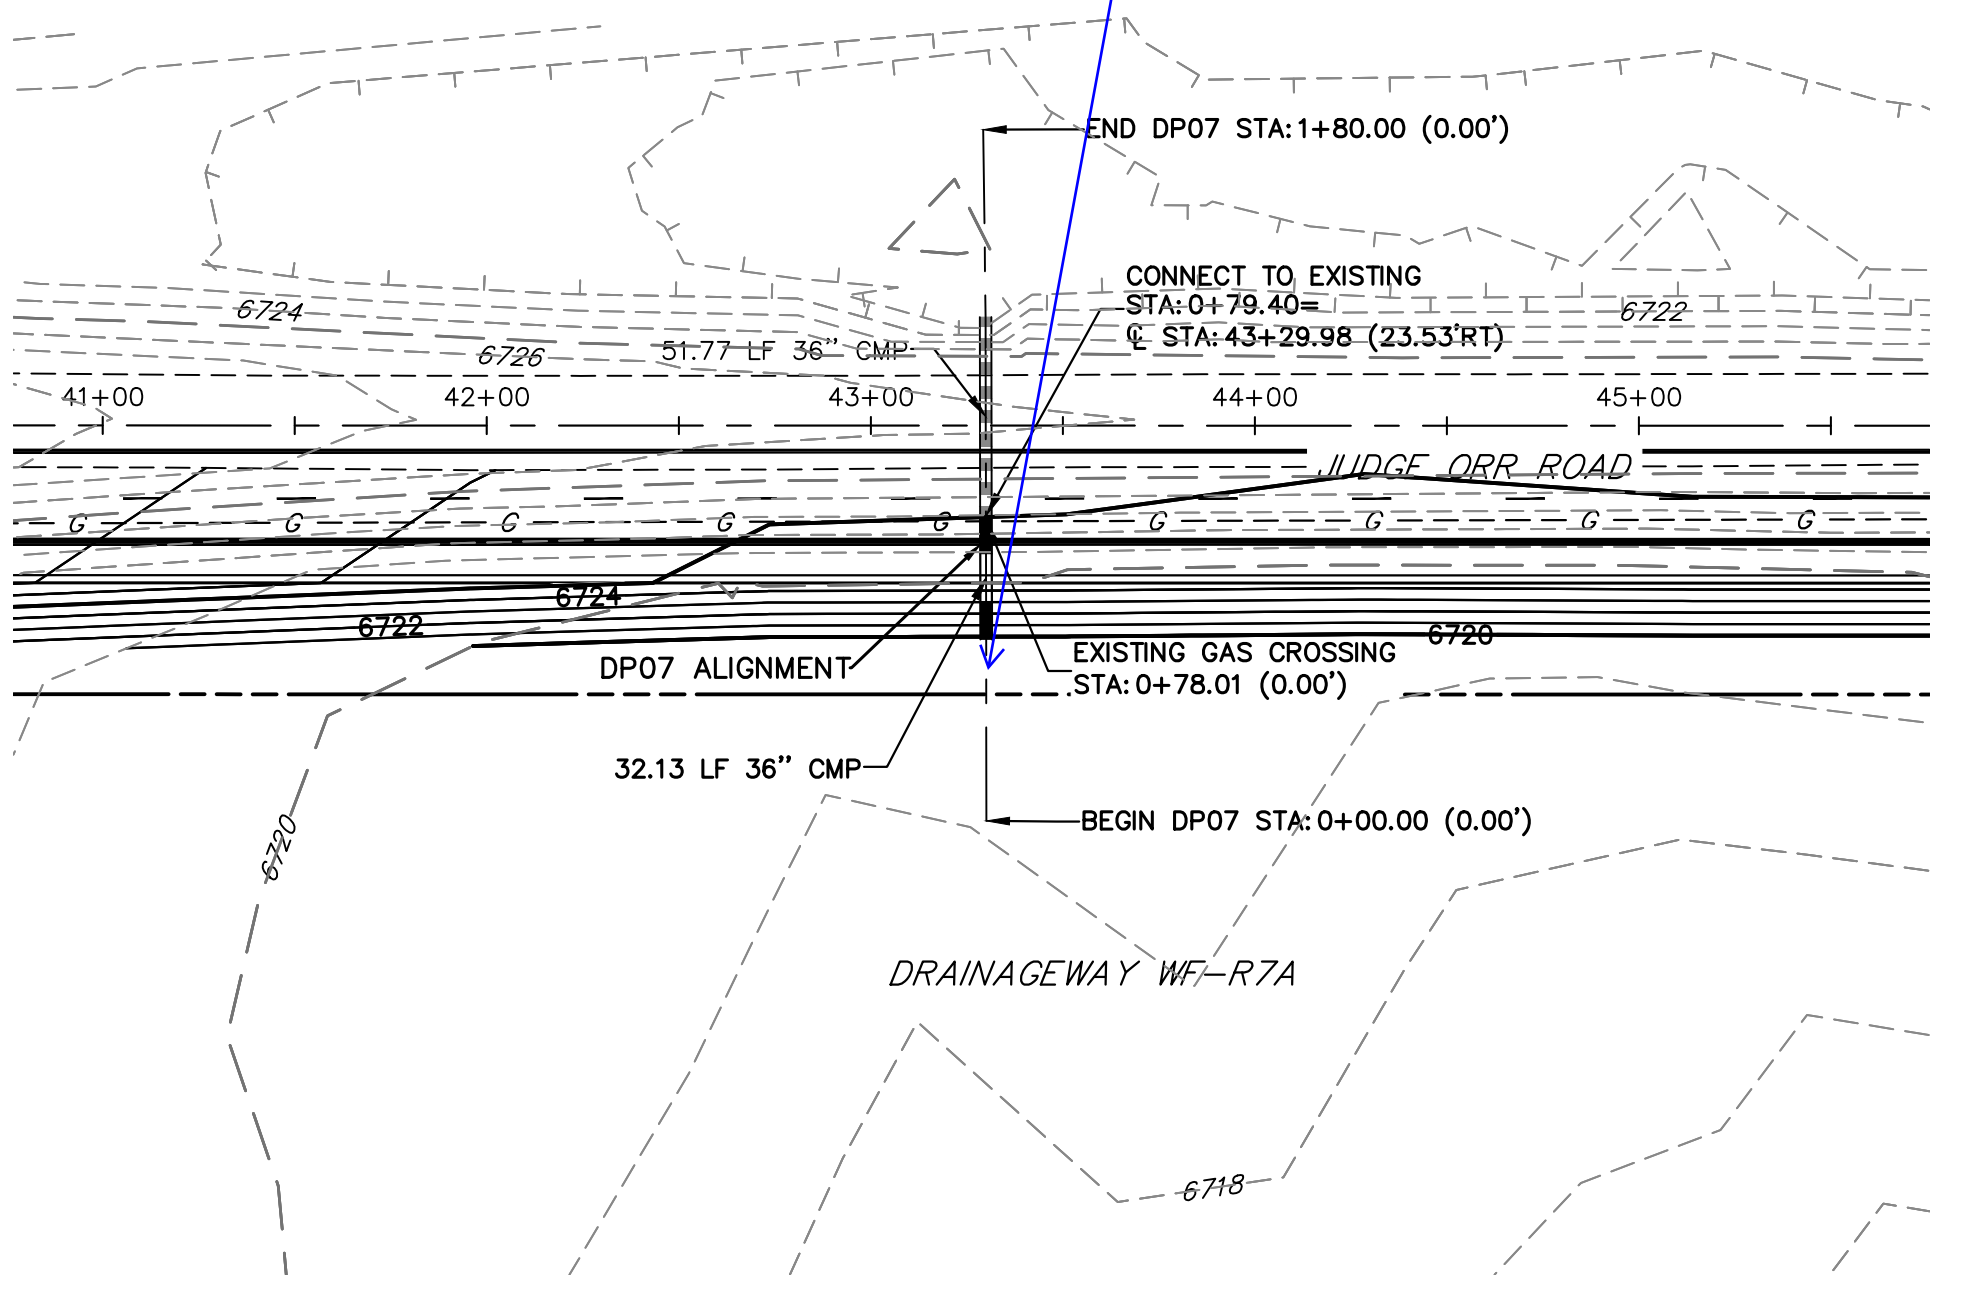 END DP07 STA: 1+80.00 (0.00')
CONNECT TO EXISTING
STA: 0+79.40=
℄ STA: 43+29.98 (23.53'RT)
6724
6722
6726
51.77 LF 36" CMP
41+00
42+00
43+00
44+00
45+00
JUDGE ORR ROAD
G
G
G
G
G
G
G
G
G
6724
6722
6720
DP07 ALIGNMENT
EXISTING GAS CROSSING
STA: 0+78.01 (0.00')
32.13 LF 36" CMP
BEGIN DP07 STA: 0+00.00 (0.00')
6720
DRAINAGEWAY WF-R7A
6718